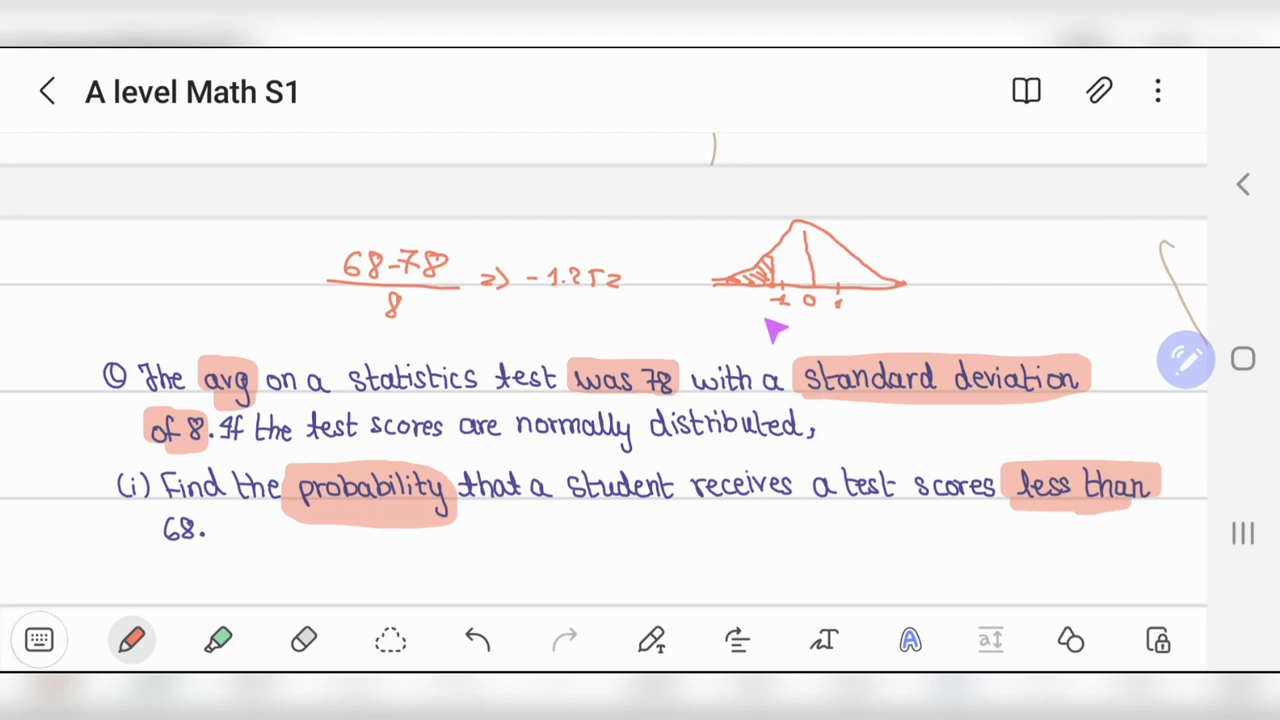 A level Math S1
68-78
8
=> -1.25z
-1 0 1
Q The avg on a statistics test was 78 with a standard deviation
of 8. If the test scores are normally distributed,
(i) Find the probability that a student receives a test scores less than
68.